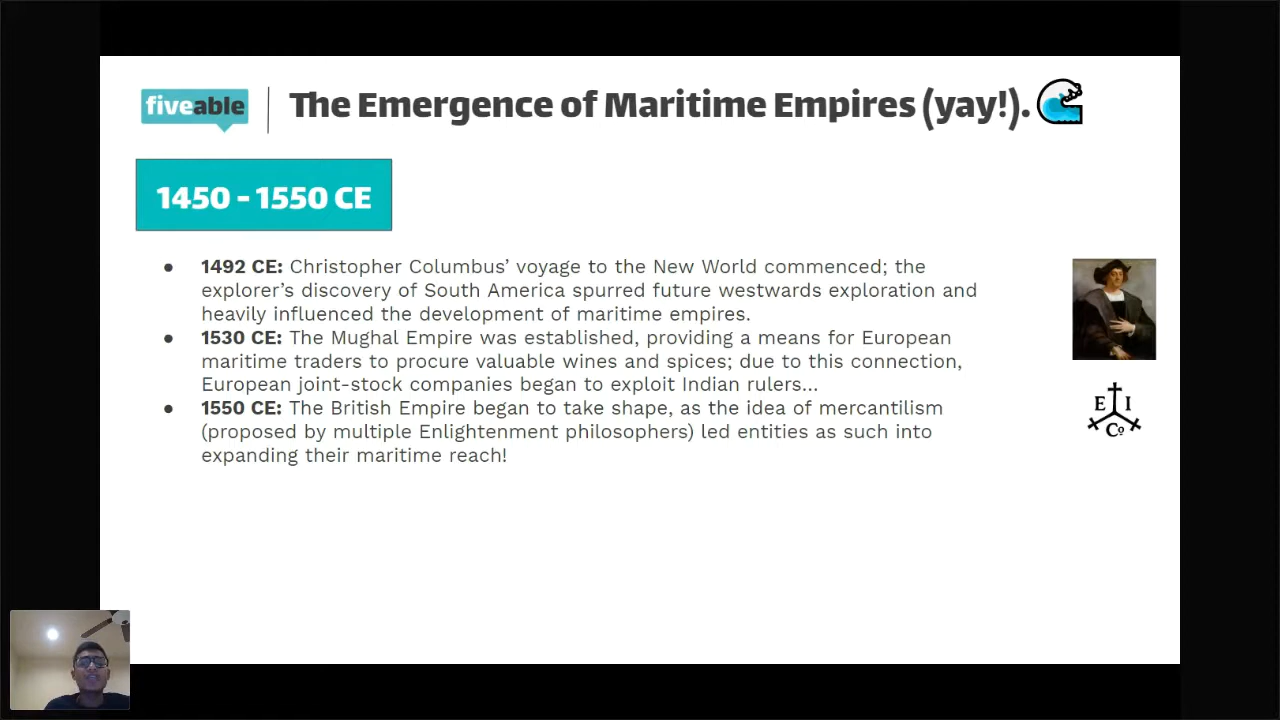 fiveable
The Emergence of Maritime Empires (yay!).
1450 - 1550 CE
● 1492 CE: Christopher Columbus’ voyage to the New World commenced; the
explorer’s discovery of South America spurred future westwards exploration and
heavily influenced the development of maritime empires.
● 1530 CE: The Mughal Empire was established, providing a means for European
maritime traders to procure valuable wines and spices; due to this connection,
European joint-stock companies began to exploit Indian rulers...
● 1550 CE: The British Empire began to take shape, as the idea of mercantilism
(proposed by multiple Enlightenment philosophers) led entities as such into
expanding their maritime reach!
E I
Co